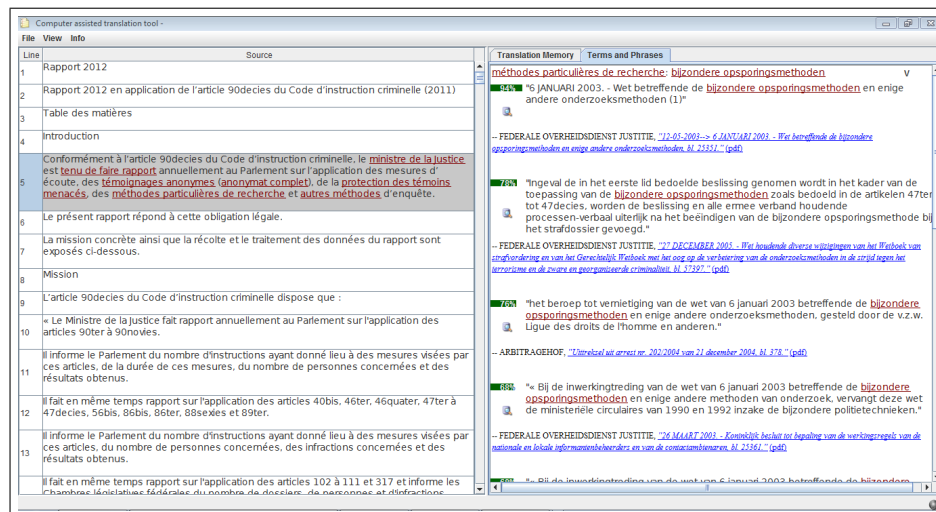 Computer assisted translation tool -
File View Info
Line Source
1 Rapport 2012
2 Rapport 2012 en application de l'article 90decies du Code d'instruction criminelle (2011)
3 Table des matières
4 Introduction
5 Conformément à l'article 90decies du Code d'instruction criminelle, le ministre de la Justice
est tenu de faire rapport annuellement au Parlement sur l'application des mesures d'
écoute, des témoignages anonymes (anonymat complet), de la protection des témoins
menacés, des méthodes particulières de recherche et autres méthodes d'enquête.
6 Le présent rapport répond à cette obligation légale.
7 La mission concrète ainsi que la récolte et le traitement des données du rapport sont
exposés ci-dessous.
8 Mission
9 L'article 90decies du Code d'instruction criminelle dispose que :
10 « Le Ministre de la Justice fait rapport annuellement au Parlement sur l'application des
articles 90ter à 90novies.
11 Il informe le Parlement du nombre d'instructions ayant donné lieu à des mesures visées par
ces articles, de la durée de ces mesures, du nombre de personnes concernées et des
résultats obtenus.
12 Il fait en même temps rapport sur l'application des articles 40bis, 46ter, 46quater, 47ter à
47decies, 56bis, 86bis, 86ter, 88sexies et 89ter.
13 Il informe le Parlement du nombre d'instructions ayant donné lieu à des mesures visées par
ces articles, du nombre de personnes concernées, des infractions concernées et des
résultats obtenus.
Il fait en même temps rapport sur l'application des articles 102 à 111 et 317 et informe les
Chambres législatives fédérales du nombre de dossiers, de personnes et d'infractions
Translation Memory Terms and Phrases
méthodes particulières de recherche; bijzondere opsporingsmethoden v
94% "6 JANUARI 2003. - Wet betreffende de bijzondere opsporingsmethoden en enige
andere onderzoeksmethoden (1)"
-- FEDERALE OVERHEIDSDIENST JUSTITIE, "12-05-2003--> 6 JANUARI 2003. - Wet betreffende de bijzondere
opsporingsmethoden en enige andere onderzoeksmethoden, bl. 25351." (pdf)
78% "Ingeval de in het eerste lid bedoelde beslissing genomen wordt in het kader van de
toepassing van de bijzondere opsporingsmethoden zoals bedoeld in de artikelen 47ter
tot 47decies, worden de beslissing en alle ermee verband houdende
processen-verbaal uiterlijk na het beëindigen van de bijzondere opsporingsmethode bij
het strafdossier gevoegd."
-- FEDERALE OVERHEIDSDIENST JUSTITIE, "27 DECEMBER 2005. - Wet houdende diverse wijzigingen van het Wetboek van
strafvordering en van het Gerechtelijk Wetboek met het oog op de verbetering van de onderzoeksmethoden in de strijd tegen het
terrorisme en de zware en georganiseerde criminaliteit, bl. 57397." (pdf)
76% "het beroep tot vernietiging van de wet van 6 januari 2003 betreffende de bijzondere
opsporingsmethoden en enige andere onderzoeksmethoden, gesteld door de v.z.w.
Ligue des droits de l'homme en anderen."
-- ARBITRAGEHOF, "Uittreksel uit arrest nr. 202/2004 van 21 december 2004, bl. 378." (pdf)
68% "« Bij de inwerkingtreding van de wet van 6 januari 2003 betreffende de bijzondere
opsporingsmethoden en enige andere methoden van onderzoek, vervangt deze wet
de ministeriële circulaires van 1990 en 1992 inzake de bijzondere politietechnieken."
-- FEDERALE OVERHEIDSDIENST JUSTITIE, "26 MAART 2003. - Koninklijk besluit tot bepaling van de werkingsregels van de
nationale en lokale informantenbeheerders en van de contactambtenaren, bl. 25361." (pdf)
"« Bij de inwerkingtreding van de wet van 6 januari 2003 betreffende de bijzondere